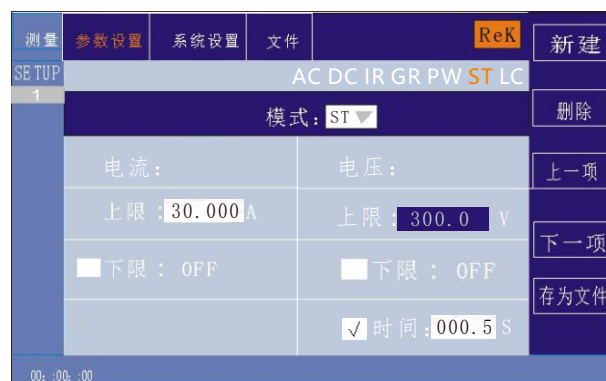 测量 参数设置 系统设置 文件 ReK 新建
SETUP AC DC IR GR PW ST LC
1
模式：ST 删除
电流： 电压： 上一项
上限：30.000 A 上限：300.0 V
下限：OFF 下限：OFF 下一项
存为文件
√ 时间：000.5 S
00：:00：:00